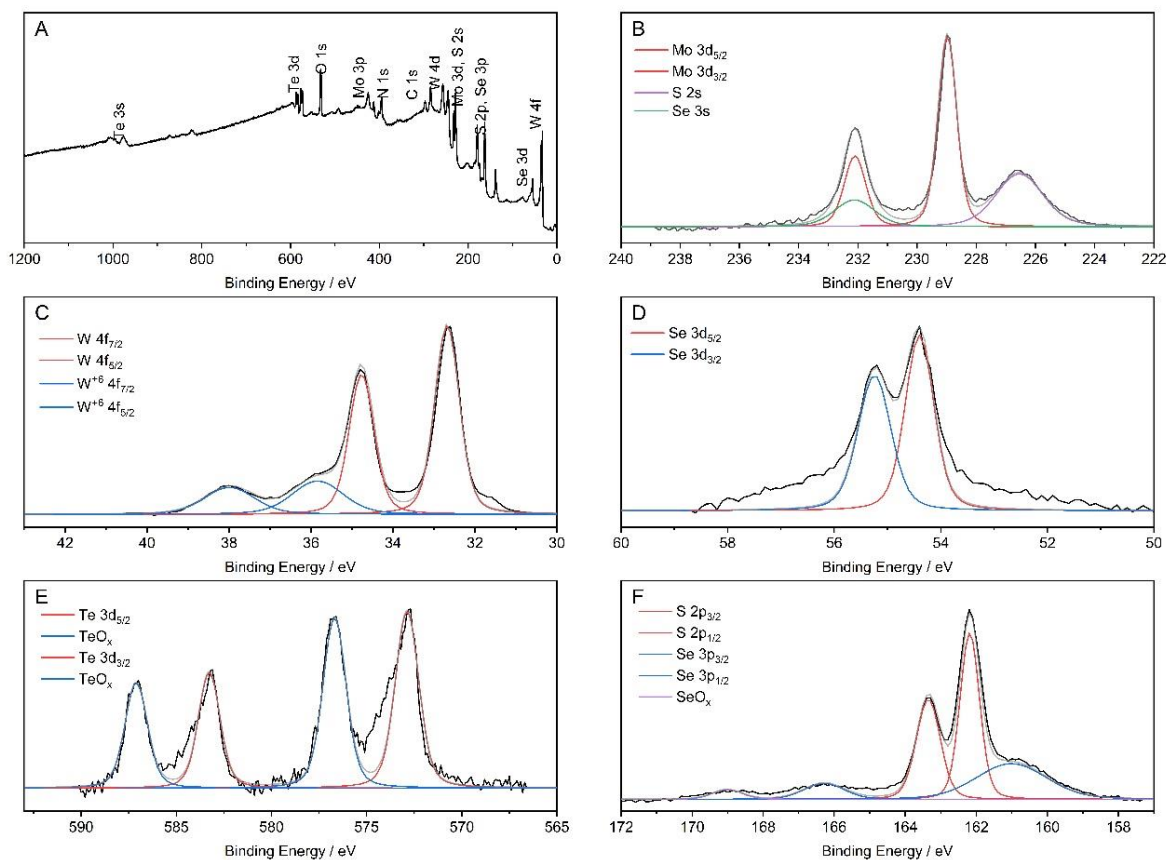 A
Te 3s
Te 3d
O 1s
Mo 3p
N 1s
C 1s
W 4d
Mo 3d, S 2s
S 2p, Se 3p
Se 3d
W 4f
1200 1000 800 600 400 200 0
Binding Energy / eV
B
Mo 3d5/2
Mo 3d3/2
S 2s
Se 3s
240 238 236 234 232 230 228 226 224 222
Binding Energy / eV
C
W 4f7/2
W 4f5/2
W+6 4f7/2
W+6 4f5/2
42 40 38 36 34 32 30
Binding Energy / eV
D
Se 3d5/2
Se 3d3/2
60 58 56 54 52 50
Binding Energy / eV
E
Te 3d5/2
TeOx
Te 3d3/2
TeOx
590 585 580 575 570 565
Binding Energy / eV
F
S 2p3/2
S 2p1/2
Se 3p3/2
Se 3p1/2
SeOx
172 170 168 166 164 162 160 158
Binding Energy / eV